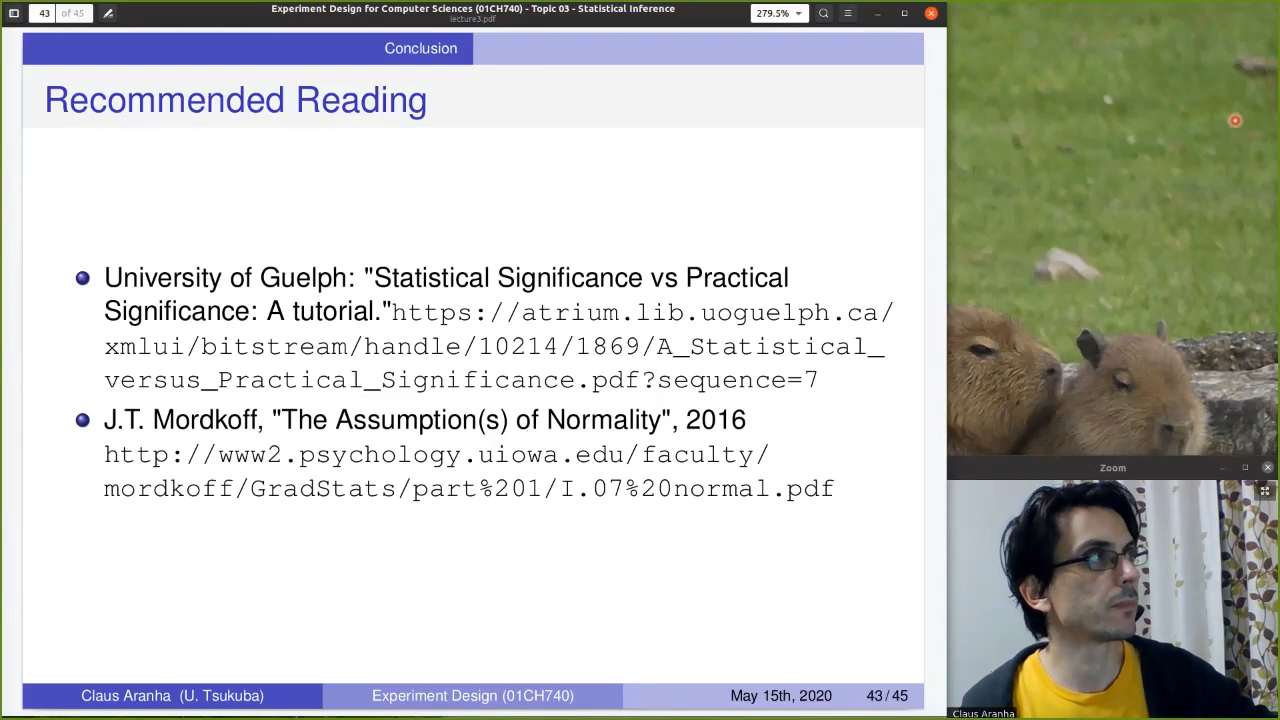 43 of 45
Experiment Design for Computer Sciences (01CH740) - Topic 03 - Statistical Inference
lecture3.pdf
279.5%
Conclusion
Recommended Reading
University of Guelph: "Statistical Significance vs Practical
Significance: A tutorial."https://atrium.lib.uoguelph.ca/
xmlui/bitstream/handle/10214/1869/A_Statistical_
versus_Practical_Significance.pdf?sequence=7
J.T. Mordkoff, "The Assumption(s) of Normality", 2016
http://www2.psychology.uiowa.edu/faculty/
mordkoff/GradStats/part%201/I.07%20normal.pdf
Claus Aranha (U. Tsukuba)
Experiment Design (01CH740)
May 15th, 2020
43 / 45
Zoom
Claus Aranha